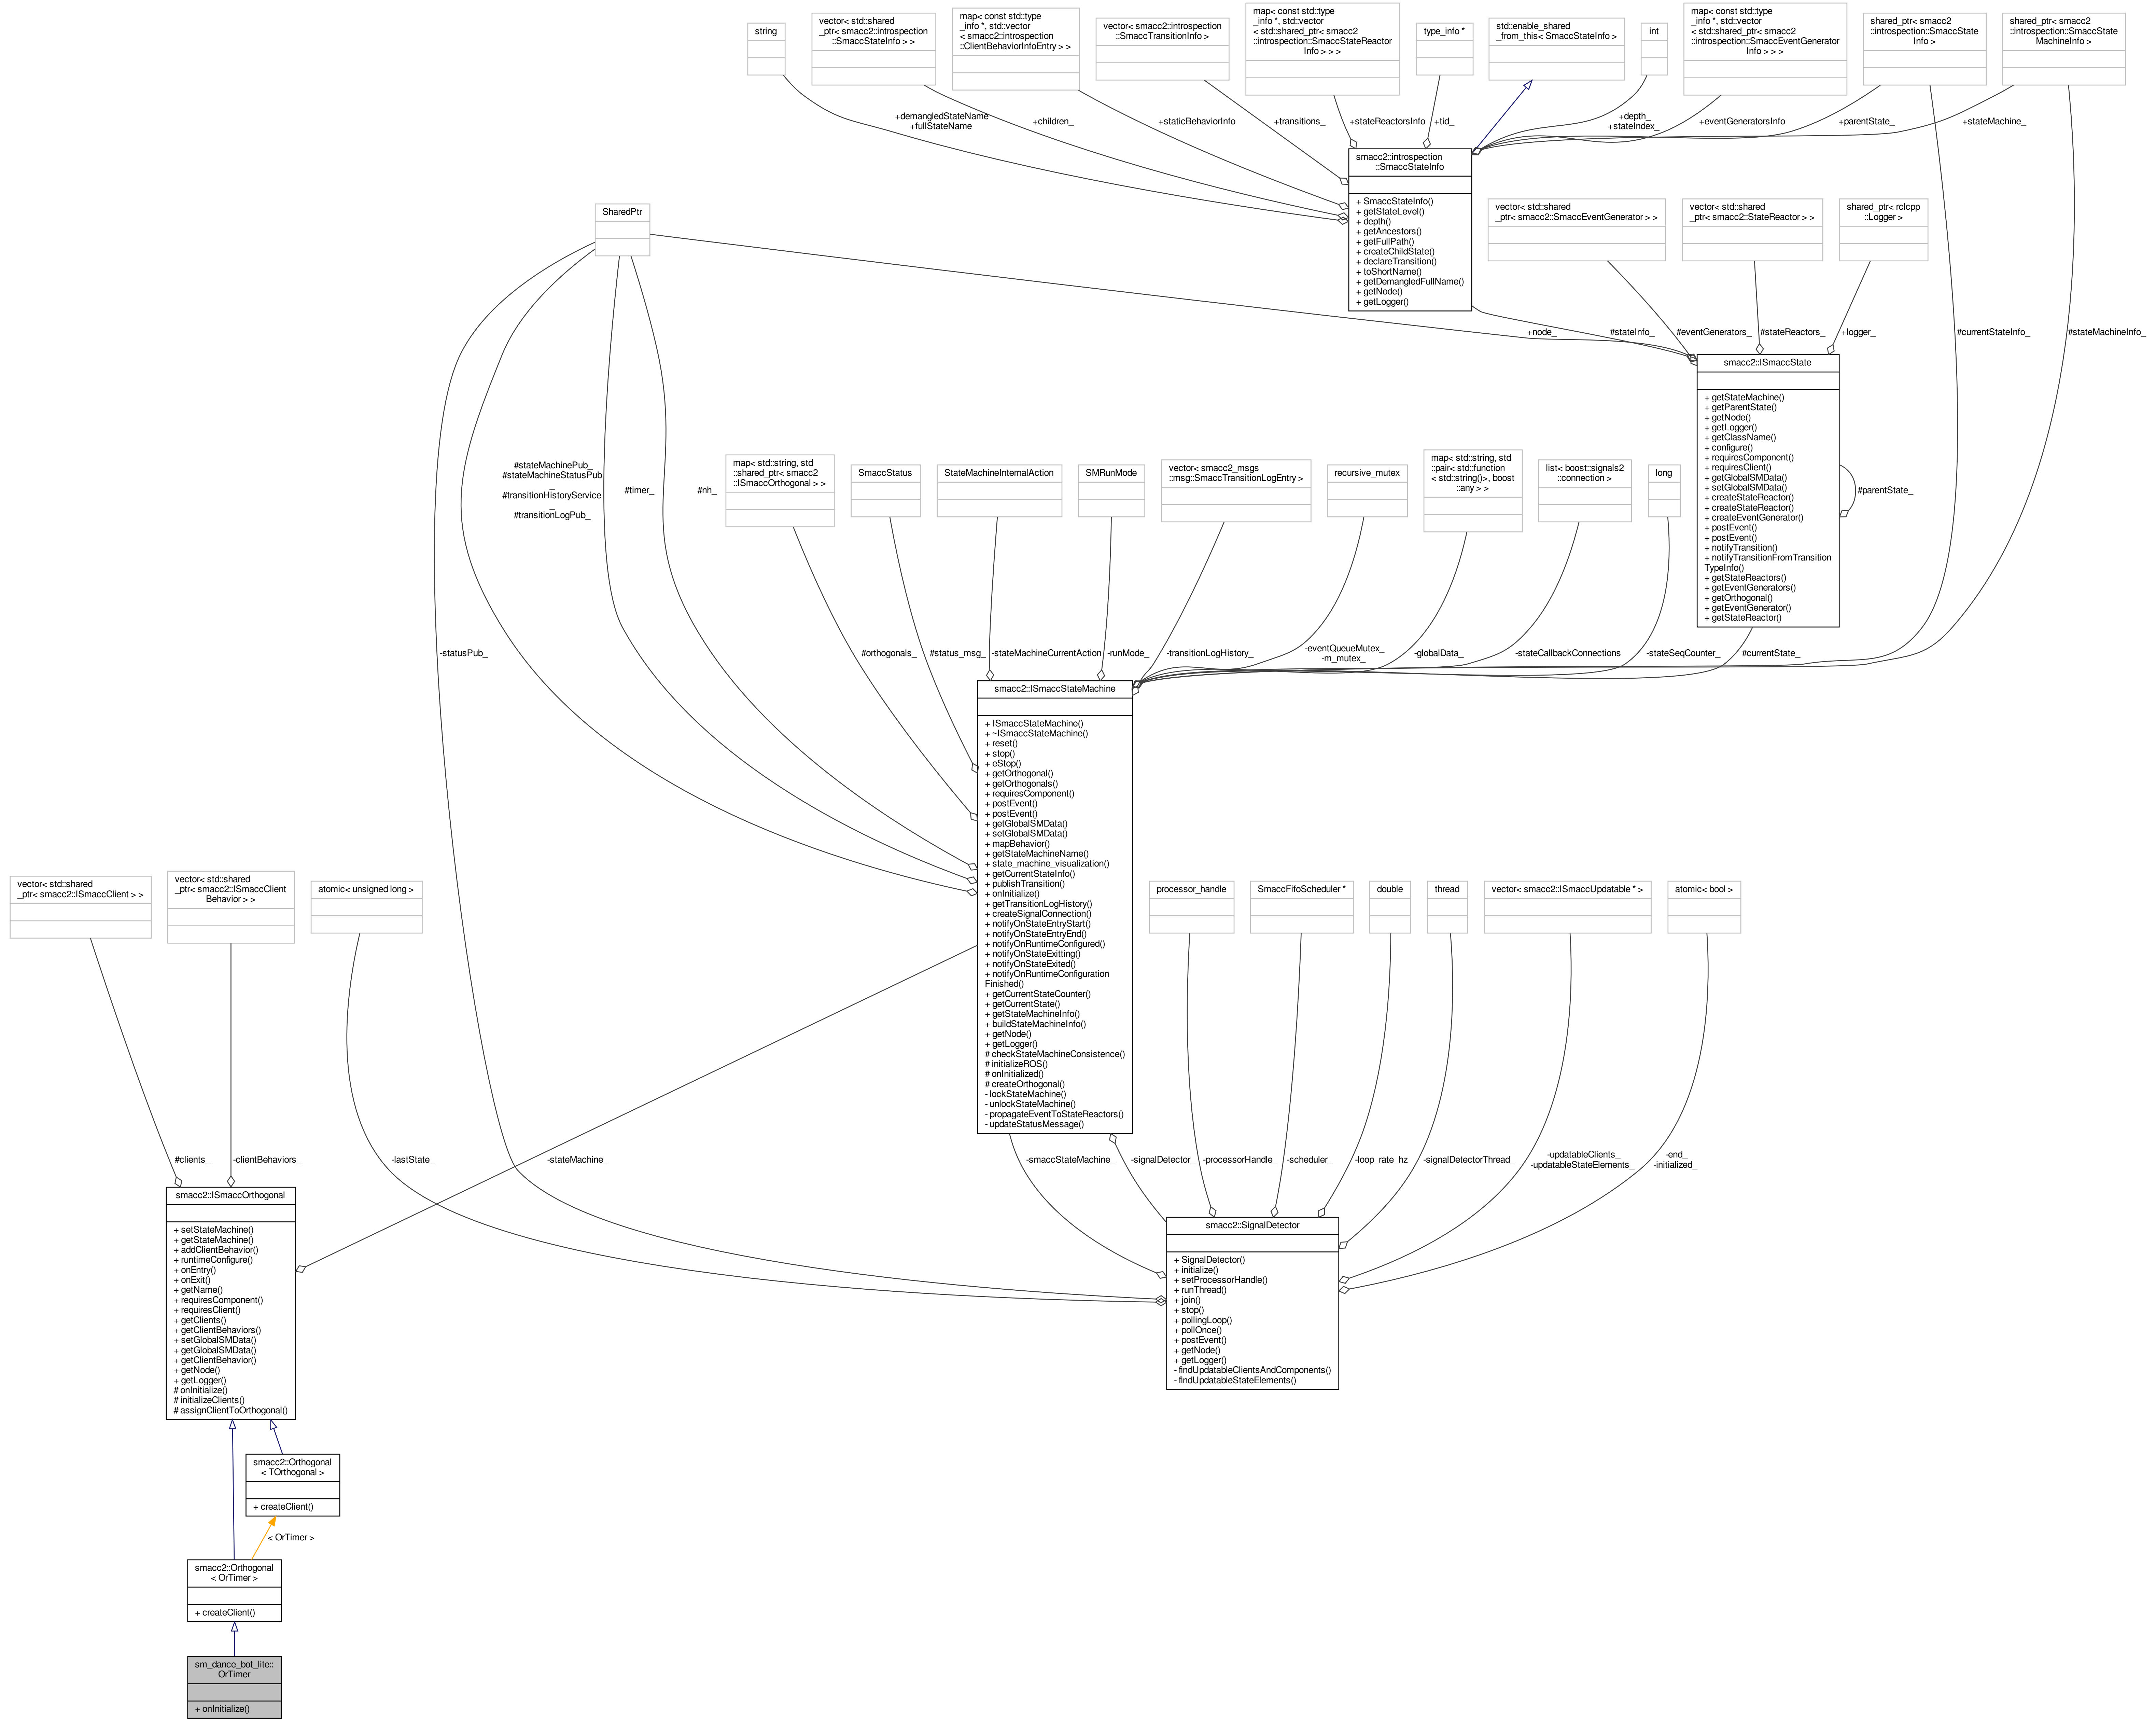 string
vector< std::shared
_ptr< smacc2::introspection
::SmaccStateInfo > >
map< const std::type
_info *, std::vector
< smacc2::introspection
::ClientBehaviorInfoEntry > >
vector< smacc2::introspection
::SmaccTransitionInfo >
map< const std::type
_info *, std::vector
< std::shared_ptr< smacc2
::introspection::SmaccStateReactor
Info > > >
type_info *
std::enable_shared
_from_this< SmaccStateInfo >
int
map< const std::type
_info *, std::vector
< std::shared_ptr< smacc2
::introspection::SmaccEventGenerator
Info > > >
shared_ptr< smacc2
::introspection::SmaccState
Info >
shared_ptr< smacc2
::introspection::SmaccState
MachineInfo >
+demangledStateName
+fullStateName
+children_
+staticBehaviorInfo
+transitions_
+stateReactorsInfo
+tid_
+depth_
+stateIndex_
+eventGeneratorsInfo
+parentState_
+stateMachine_
smacc2::introspection
::SmaccStateInfo
+ SmaccStateInfo()
+ getStateLevel()
+ depth()
+ getAncestors()
+ getFullPath()
+ createChildState()
+ declareTransition()
+ toShortName()
+ getDemangledFullName()
+ getNode()
+ getLogger()
SharedPtr
vector< std::shared
_ptr< smacc2::SmaccEventGenerator > >
vector< std::shared
_ptr< smacc2::StateReactor > >
shared_ptr< rclcpp
::Logger >
+node_
#stateInfo_
#eventGenerators_
#stateReactors_
+logger_
#currentStateInfo_
#stateMachineInfo_
smacc2::ISmaccState
+ getStateMachine()
+ getParentState()
+ getNode()
+ getLogger()
+ getClassName()
+ configure()
+ requiresComponent()
+ requiresClient()
+ getGlobalSMData()
+ setGlobalSMData()
+ createStateReactor()
+ createStateReactor()
+ createEventGenerator()
+ postEvent()
+ postEvent()
+ notifyTransition()
+ notifyTransitionFromTransition
TypeInfo()
+ getStateReactors()
+ getEventGenerators()
+ getOrthogonal()
+ getEventGenerator()
+ getStateReactor()
#parentState_
#stateMachinePub_
#stateMachineStatusPub
_
#transitionHistoryService
_
#transitionLogPub_
#timer_
#nh_
map< std::string, std
::shared_ptr< smacc2
::ISmaccOrthogonal > >
SmaccStatus
StateMachineInternalAction
SMRunMode
vector< smacc2_msgs
::msg::SmaccTransitionLogEntry >
recursive_mutex
map< std::string, std
::pair< std::function
< std::string()>, boost
::any > >
list< boost::signals2
::connection >
long
-statusPub_
#orthogonals_
#status_msg_
-stateMachineCurrentAction
-runMode_
-transitionLogHistory_
-eventQueueMutex_
-m_mutex_
-globalData_
-stateCallbackConnections
-stateSeqCounter_
#currentState_
smacc2::ISmaccStateMachine
+ ISmaccStateMachine()
+ ~ISmaccStateMachine()
+ reset()
+ stop()
+ eStop()
+ getOrthogonal()
+ getOrthogonals()
+ requiresComponent()
+ postEvent()
+ postEvent()
+ getGlobalSMData()
+ setGlobalSMData()
+ mapBehavior()
+ getStateMachineName()
+ state_machine_visualization()
+ getCurrentStateInfo()
+ publishTransition()
+ onInitialize()
+ getTransitionLogHistory()
+ createSignalConnection()
+ notifyOnStateEntryStart()
+ notifyOnStateEntryEnd()
+ notifyOnRuntimeConfigured()
+ notifyOnStateExitting()
+ notifyOnStateExited()
+ notifyOnRuntimeConfiguration
Finished()
+ getCurrentStateCounter()
+ getCurrentState()
+ getStateMachineInfo()
+ buildStateMachineInfo()
+ getNode()
+ getLogger()
# checkStateMachineConsistence()
# initializeROS()
# onInitialized()
# createOrthogonal()
- lockStateMachine()
- unlockStateMachine()
- propagateEventToStateReactors()
- updateStatusMessage()
vector< std::shared
_ptr< smacc2::ISmaccClient > >
vector< std::shared
_ptr< smacc2::ISmaccClient
Behavior > >
atomic< unsigned long >
processor_handle
SmaccFifoScheduler *
double
thread
vector< smacc2::ISmaccUpdatable * >
atomic< bool >
#clients_
-clientBehaviors_
-lastState_
-stateMachine_
-smaccStateMachine_
-signalDetector_
-processorHandle_
-scheduler_
-loop_rate_hz
-signalDetectorThread_
-updatableClients_
-updatableStateElements_
-end_
-initialized_
smacc2::ISmaccOrthogonal
+ setStateMachine()
+ getStateMachine()
+ addClientBehavior()
+ runtimeConfigure()
+ onEntry()
+ onExit()
+ getName()
+ requiresComponent()
+ requiresClient()
+ getClients()
+ getClientBehaviors()
+ setGlobalSMData()
+ getGlobalSMData()
+ getClientBehavior()
+ getNode()
+ getLogger()
# onInitialize()
# initializeClients()
# assignClientToOrthogonal()
smacc2::SignalDetector
+ SignalDetector()
+ initialize()
+ setProcessorHandle()
+ runThread()
+ join()
+ stop()
+ pollingLoop()
+ pollOnce()
+ postEvent()
+ getNode()
+ getLogger()
- findUpdatableClientsAndComponents()
- findUpdatableStateElements()
smacc2::Orthogonal
< TOrthogonal >
+ createClient()
< OrTimer >
smacc2::Orthogonal
< OrTimer >
+ createClient()
sm_dance_bot_lite::
OrTimer
+ onInitialize()